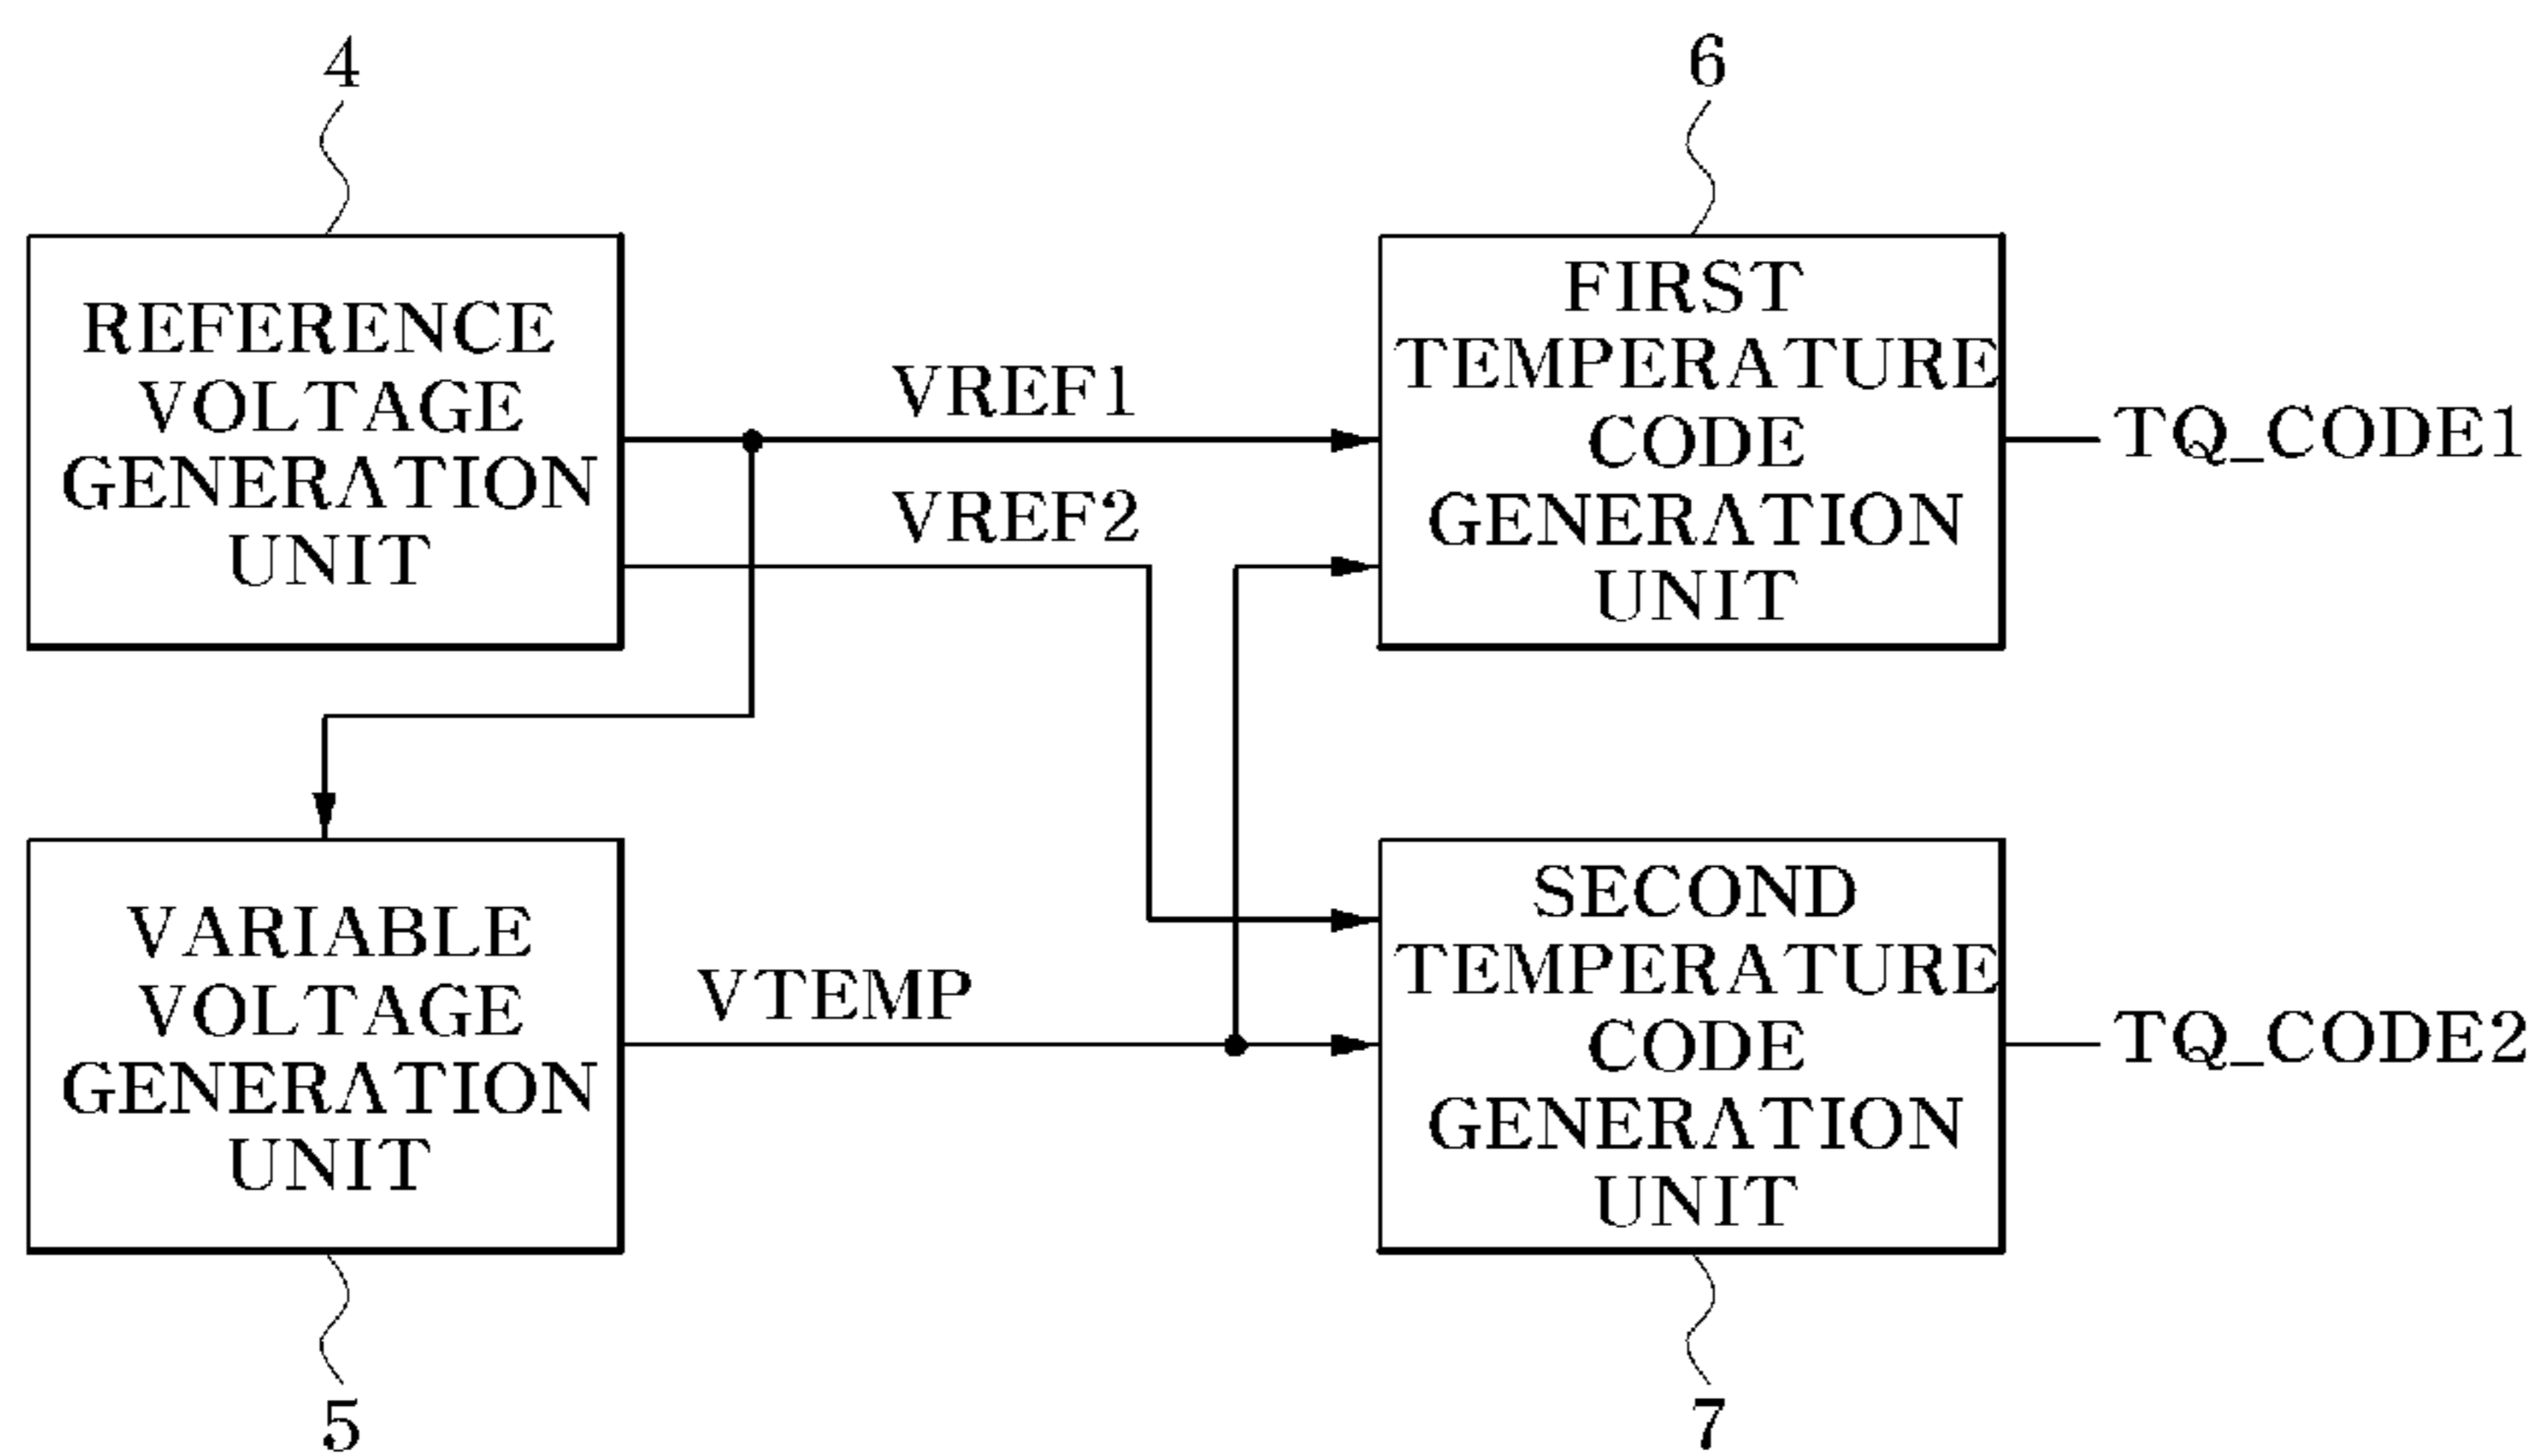 4
6
REFERENCE
VOLTAGE
GENERATION
UNIT
VREF1
VREF2
FIRST
TEMPERATURE
CODE
GENERATION
UNIT
TQ_CODE1
VARIABLE
VOLTAGE
GENERATION
UNIT
VTEMP
SECOND
TEMPERATURE
CODE
GENERATION
UNIT
TQ_CODE2
5
7